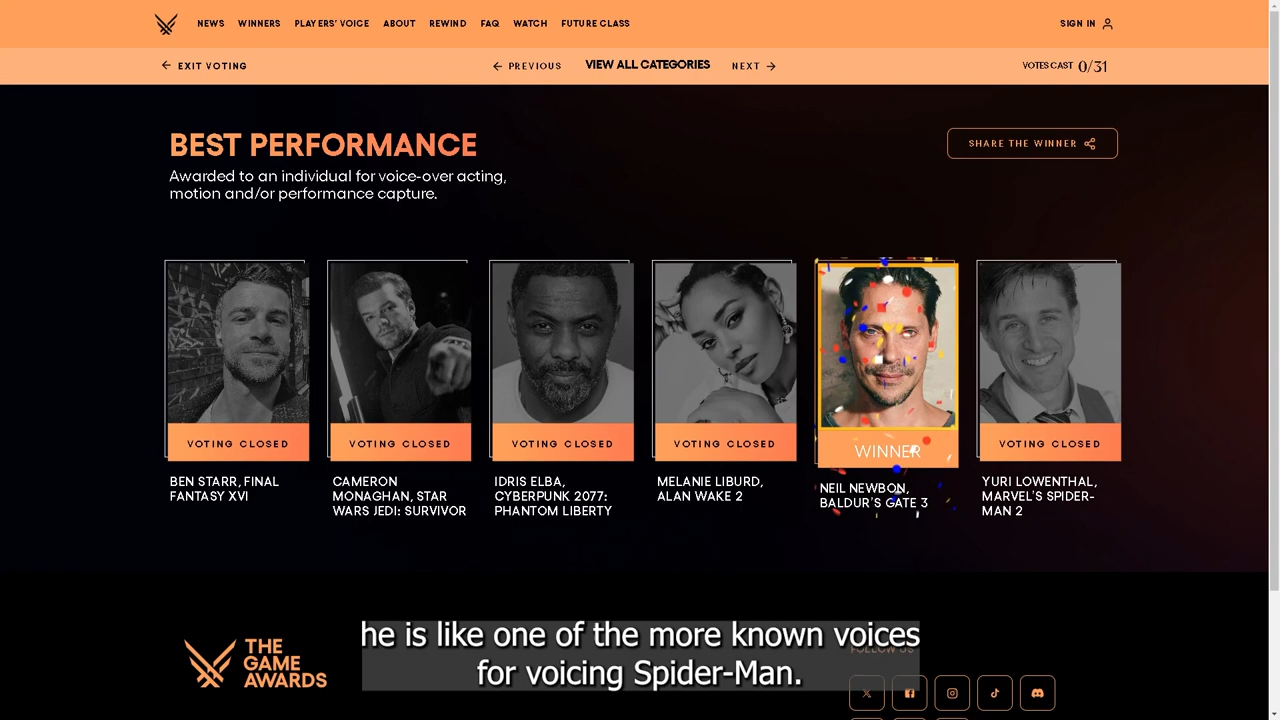 NEWS WINNERS PLAYERS' VOICE ABOUT REWIND FAQ WATCH FUTURE CLASS SIGN IN
EXIT VOTING PREVIOUS VIEW ALL CATEGORIES NEXT VOTES CAST 0/31
BEST PERFORMANCE
SHARE THE WINNER
Awarded to an individual for voice-over acting,
motion and/or performance capture.
VOTING CLOSED
BEN STARR, FINAL
FANTASY XVI
VOTING CLOSED
CAMERON
MONAGHAN, STAR
WARS JEDI: SURVIVOR
VOTING CLOSED
IDRIS ELBA,
CYBERPUNK 2077:
PHANTOM LIBERTY
VOTING CLOSED
MELANIE LIBURD,
ALAN WAKE 2
WINNER
NEIL NEWBON,
BALDUR'S GATE 3
VOTING CLOSED
YURI LOWENTHAL,
MARVEL'S SPIDER-
MAN 2
THE
GAME
AWARDS
he is like one of the more known voices
for voicing Spider-Man.
FOLLOW US